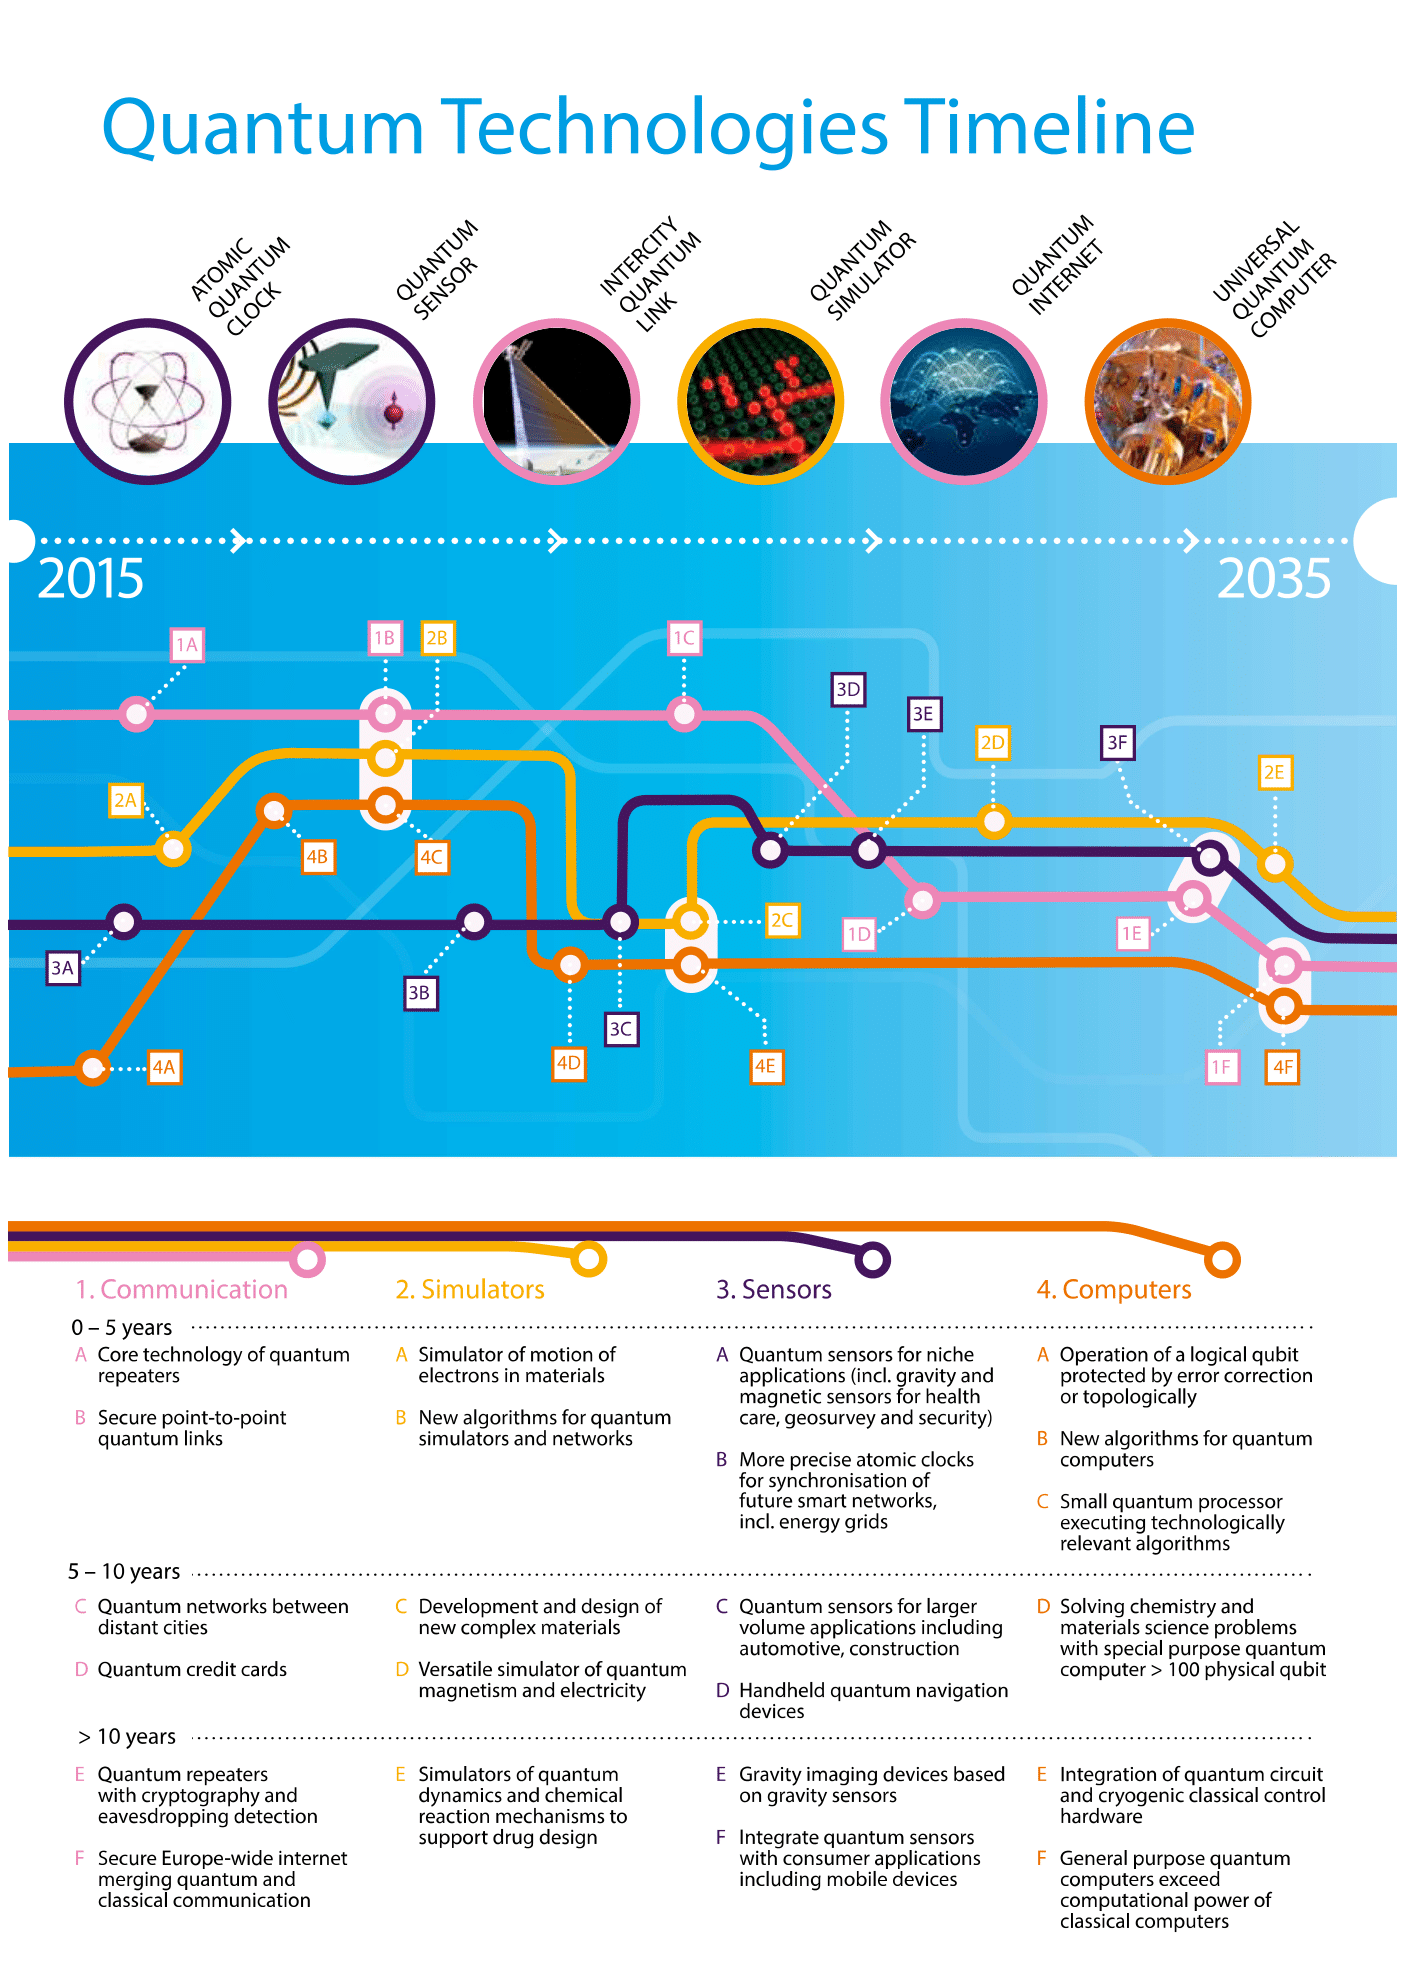 Quantum Technologies Timeline
ATOMIC
QUANTUM
CLOCK
QUANTUM
SENSOR
INTERCITY
QUANTUM
LINK
QUANTUM
SIMULATOR
QUANTUM
INTERNET
UNIVERSAL
QUANTUM
COMPUTER
2015
2035
1A
1B
2B
1C
3D
3E
2D
3F
2E
2A
4B
4C
2C
1D
1E
3A
3B
3C
4A
4D
4E
1F
4F
1. Communication
2. Simulators
3. Sensors
4. Computers
0 – 5 years
A Core technology of quantum
repeaters
B Secure point-to-point
quantum links
A Simulator of motion of
electrons in materials
B New algorithms for quantum
simulators and networks
A Quantum sensors for niche
applications (incl. gravity and
magnetic sensors for health
care, geosurvey and security)
B More precise atomic clocks
for synchronisation of
future smart networks,
incl. energy grids
A Operation of a logical qubit
protected by error correction
or topologically
B New algorithms for quantum
computers
C Small quantum processor
executing technologically
relevant algorithms
5 – 10 years
C Quantum networks between
distant cities
D Quantum credit cards
C Development and design of
new complex materials
D Versatile simulator of quantum
magnetism and electricity
C Quantum sensors for larger
volume applications including
automotive, construction
D Handheld quantum navigation
devices
D Solving chemistry and
materials science problems
with special purpose quantum
computer > 100 physical qubit
> 10 years
E Quantum repeaters
with cryptography and
eavesdropping detection
F Secure Europe-wide internet
merging quantum and
classical communication
E Simulators of quantum
dynamics and chemical
reaction mechanisms to
support drug design
E Gravity imaging devices based
on gravity sensors
F Integrate quantum sensors
with consumer applications
including mobile devices
E Integration of quantum circuit
and cryogenic classical control
hardware
F General purpose quantum
computers exceed
computational power of
classical computers